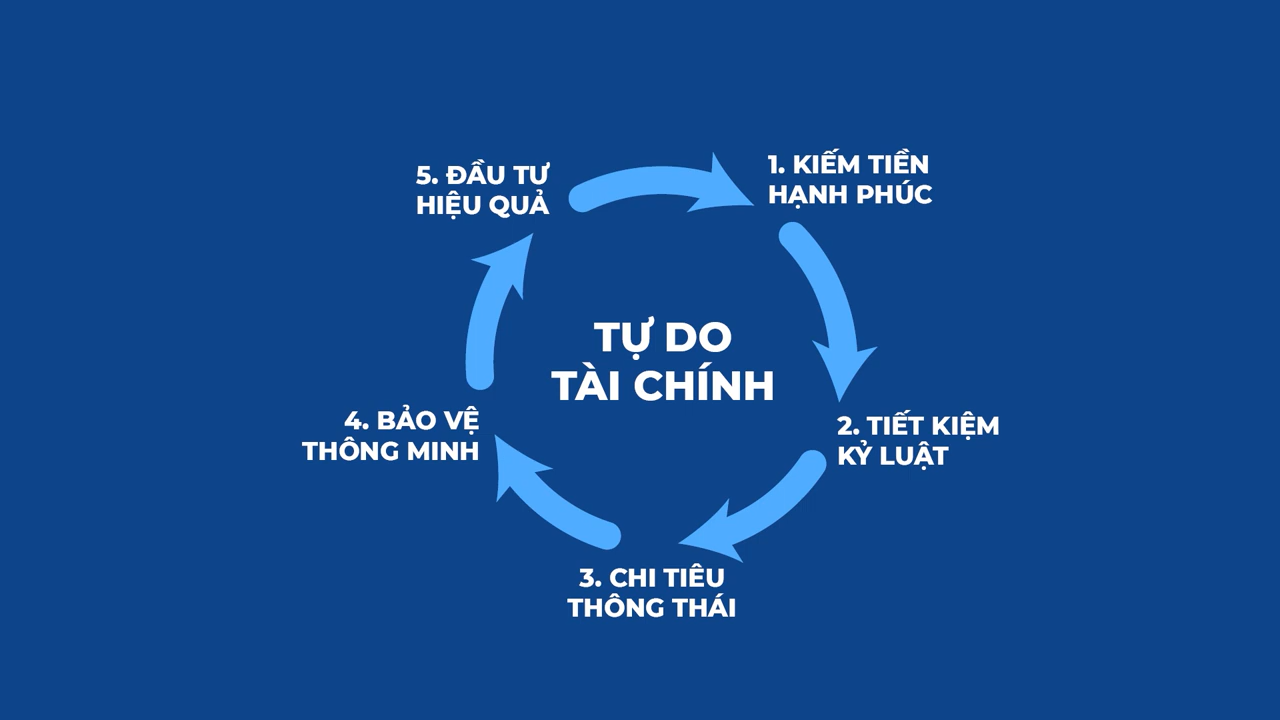 TỰ DO
TÀI CHÍNH
1. KIẾM TIỀN
HẠNH PHÚC
2. TIẾT KIỆM
KỶ LUẬT
3. CHI TIÊU
THÔNG THÁI
4. BẢO VỆ
THÔNG MINH
5. ĐẦU TƯ
HIỆU QUẢ